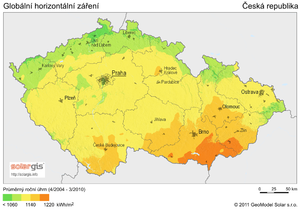 Globální horizontální záření
Česká republika
Liberec
Ústí
nad Labem
Karlovy Vary
Hradec
Králové
Praha
Pardubice
Plzeň
Ostrava
Olomouc
Jihlava
Brno
Zlín
České Budějovice
solargis
http://solargis.info
Průměrný roční úhrn (4/2004 - 3/2010)
0 25 50 km
< 1060 1140 1220 kWh/m²
© 2011 GeoModel Solar s.r.o.